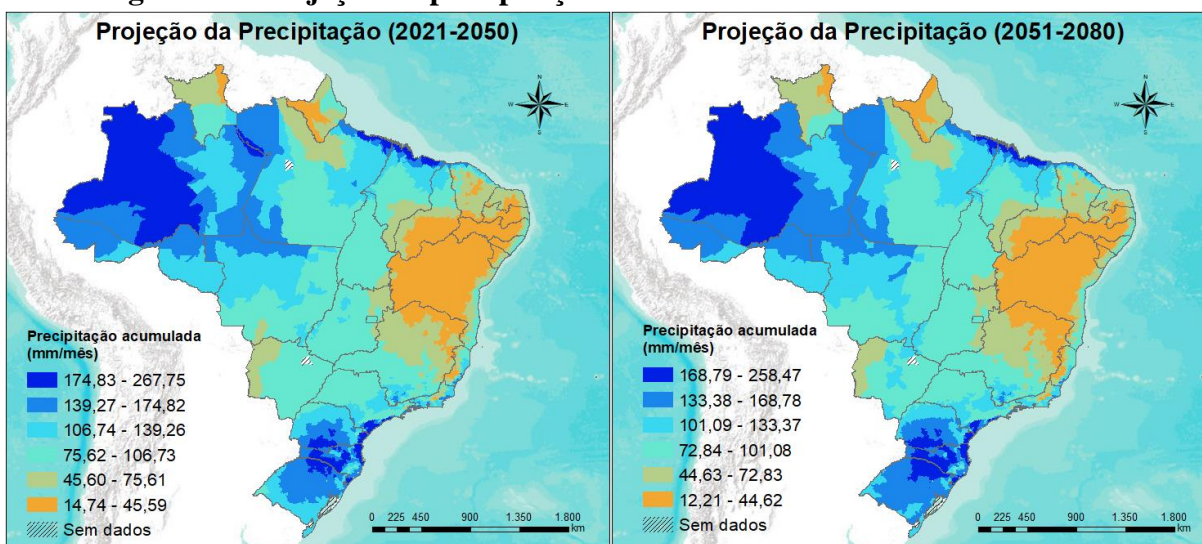 Projeção da Precipitação (2021-2050)
N
W
E
S
Precipitação acumulada
(mm/mês)
174,83 - 267,75
139,27 - 174,82
106,74 - 139,26
75,62 - 106,73
45,60 - 75,61
14,74 - 45,59
Sem dados
0 225 450 900 1.350 1.800
km
Projeção da Precipitação (2051-2080)
N
W
E
S
Precipitação acumulada
(mm/mês)
168,79 - 258,47
133,38 - 168,78
101,09 - 133,37
72,84 - 101,08
44,63 - 72,83
12,21 - 44,62
Sem dados
0 225 450 900 1.350 1.800
km